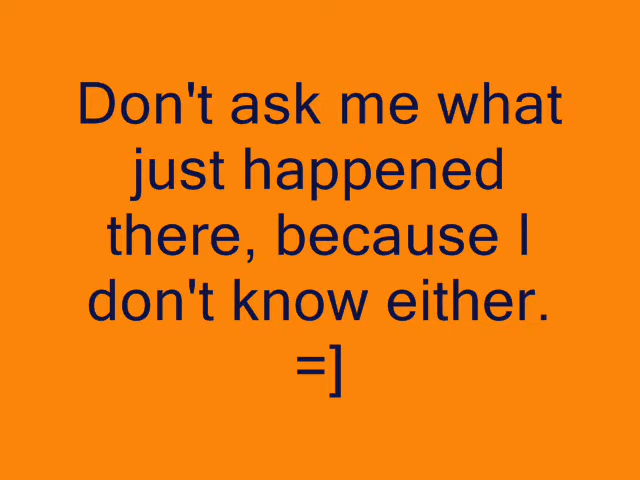 Don't ask me what
just happened
there, because I
don't know either.
=]